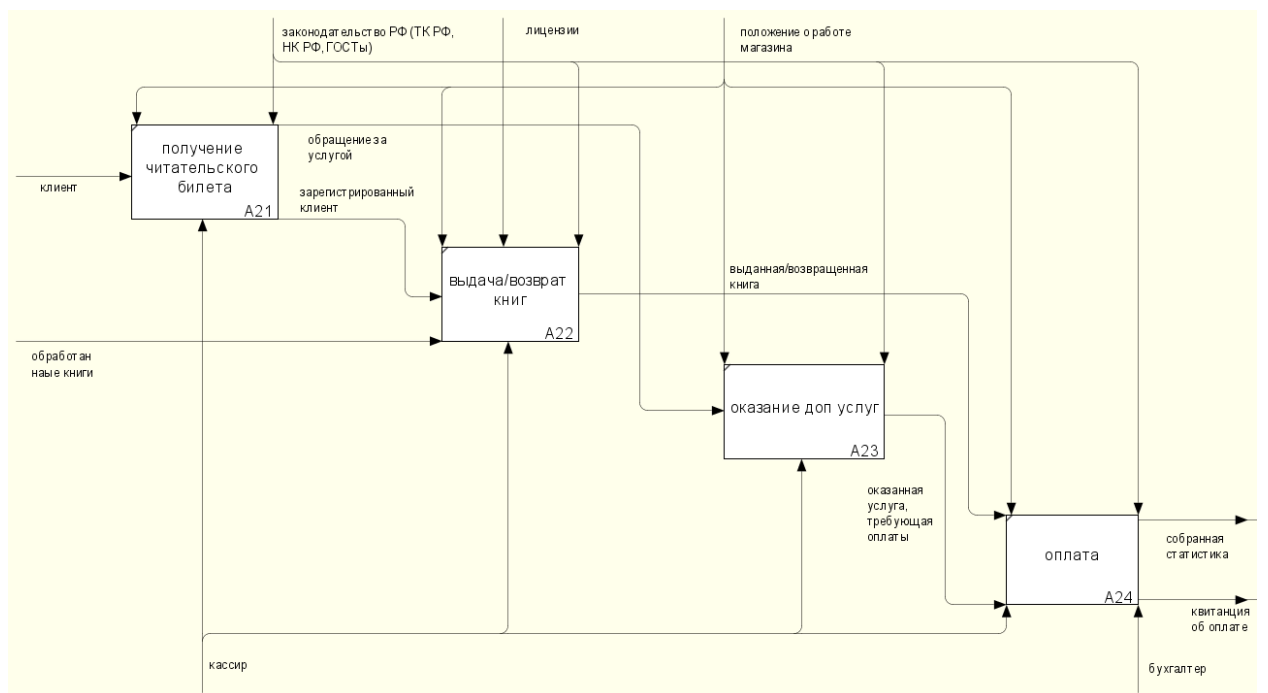 законодательство РФ (ТК РФ,
НК РФ, ГОСТы)
лицензии
положение о работе
магазина
получение
читательского
билета
A21
клиент
обращение за
услугой
зарегистрированный
клиент
выдача/возврат
книг
A22
обработан
наые книги
выданная/возвращенная
книга
оказание доп услуг
A23
оказанная
услуга,
требующая
оплаты
оплата
A24
собранная
статистика
квитанция
об оплате
кассир
бухгалтер